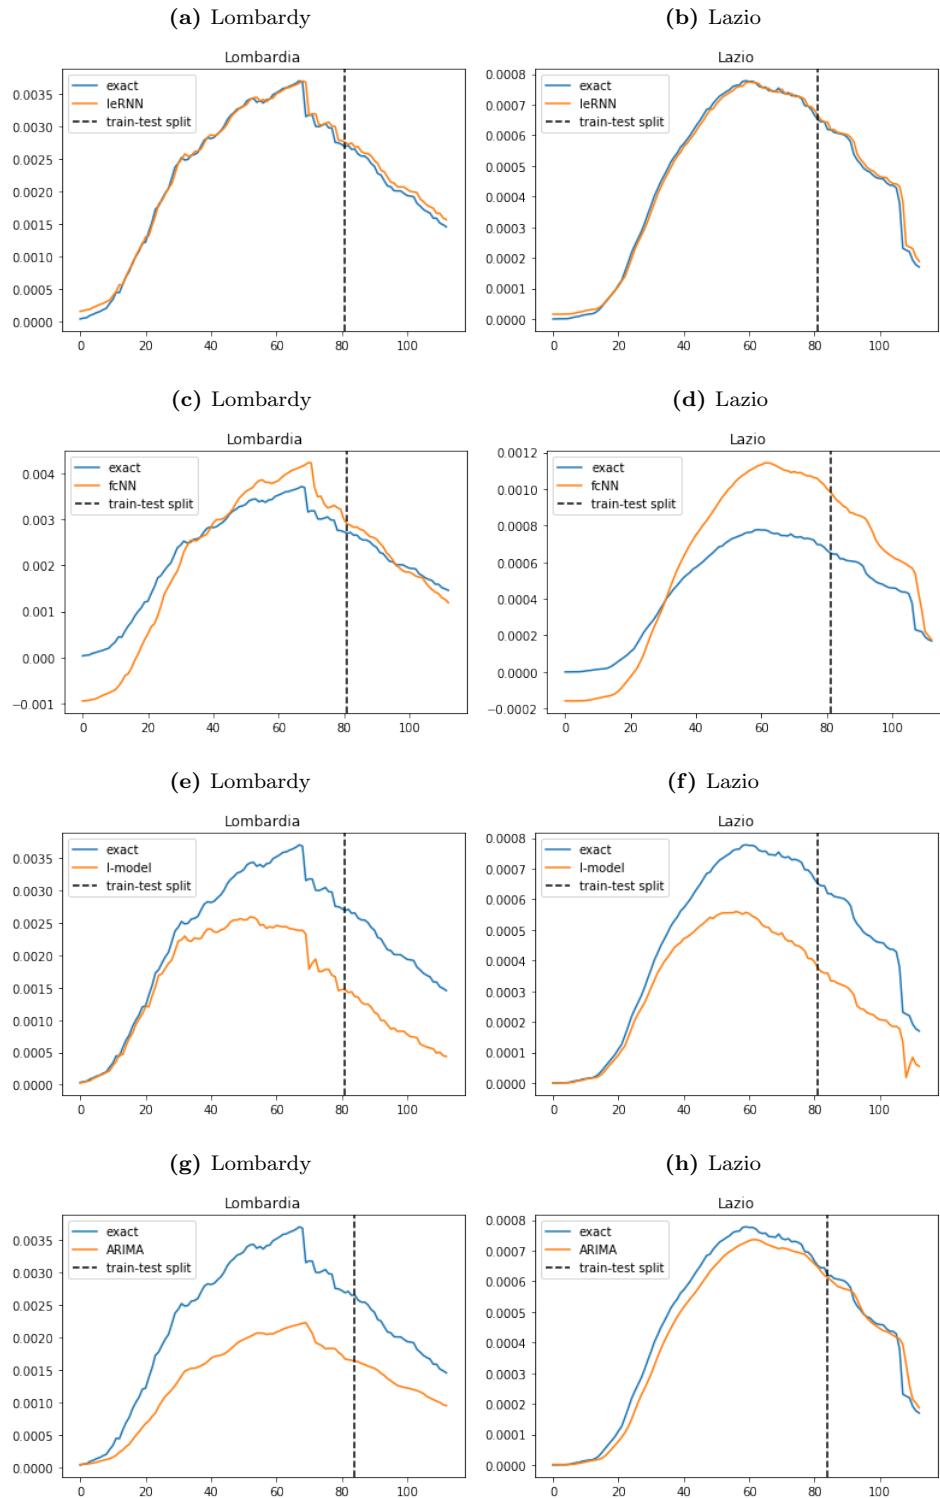 (a) Lombardy
(b) Lazio
Lombardia
exact
leRNN
train-test split
0.0035
0.0030
0.0025
0.0020
0.0015
0.0010
0.0005
0.0000
0 20 40 60 80 100
Lazio
exact
leRNN
train-test split
0.0008
0.0007
0.0006
0.0005
0.0004
0.0003
0.0002
0.0001
0.0000
0 20 40 60 80 100
(c) Lombardy
(d) Lazio
Lombardia
exact
fcNN
train-test split
0.004
0.003
0.002
0.001
0.000
−0.001
0 20 40 60 80 100
Lazio
exact
fcNN
train-test split
0.0012
0.0010
0.0008
0.0006
0.0004
0.0002
0.0000
−0.0002
0 20 40 60 80 100
(e) Lombardy
(f) Lazio
Lombardia
exact
I-model
train-test split
0.0035
0.0030
0.0025
0.0020
0.0015
0.0010
0.0005
0.0000
0 20 40 60 80 100
Lazio
exact
I-model
train-test split
0.0008
0.0007
0.0006
0.0005
0.0004
0.0003
0.0002
0.0001
0.0000
0 20 40 60 80 100
(g) Lombardy
(h) Lazio
Lombardia
exact
ARIMA
train-test split
0.0035
0.0030
0.0025
0.0020
0.0015
0.0010
0.0005
0.0000
0 20 40 60 80 100
Lazio
exact
ARIMA
train-test split
0.0008
0.0007
0.0006
0.0005
0.0004
0.0003
0.0002
0.0001
0.0000
0 20 40 60 80 100